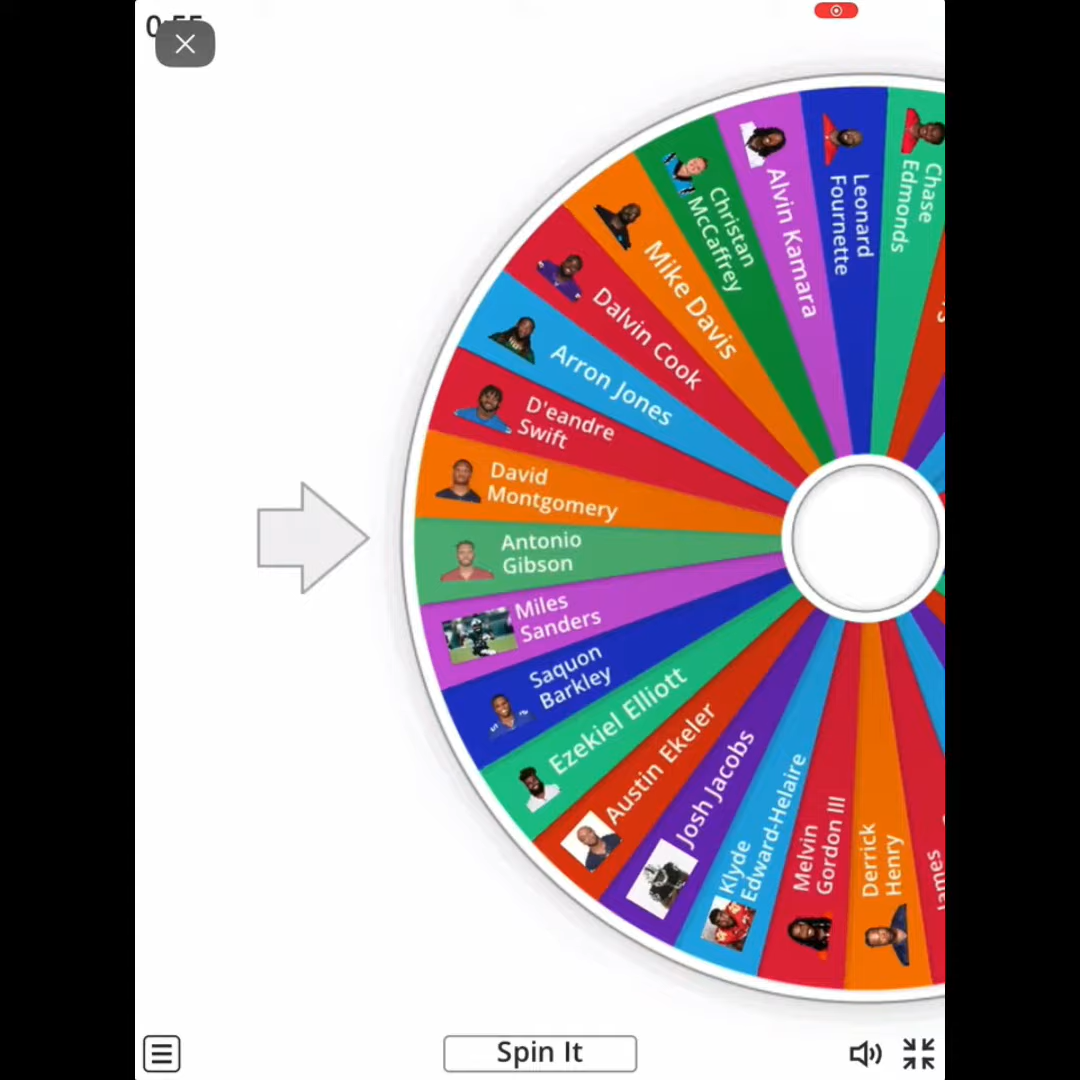 Chase
Edmonds
Leonard
Fournette
Alvin Kamara
Christan
McCaffrey
Mike Davis
Dalvin Cook
Arron Jones
D'eandre
Swift
David
Montgomery
Antonio
Gibson
Miles
Sanders
Saquon
Barkley
Ezekiel Elliott
Austin Ekeler
Josh Jacobs
Klyde
Edward-Helaire
Melvin
Gordon III
Derrick
Henry
Spin It